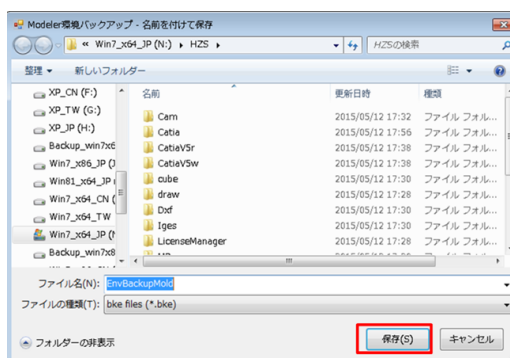 Modeler環境バックアップ - 名前を付けて保存
« Win7_x64_JP (N:) ▸ HZS ▸
HZSの検索
整理 ▼ 新しいフォルダー
名前 更新日時 種類
XP_CN (F:)
XP_TW (G:)
XP_JP (H:)
Backup_win7x6
Win7_x86_JP (J
Win81_x64_JP
Win7_x64_CN (
Win7_x64_TW
Win7_x64_JP (
Backup_win7x8
Cam 2015/05/12 17:32 ファイル フォル...
Catia 2015/05/12 17:56 ファイル フォル...
CatiaV5r 2015/05/12 17:38 ファイル フォル...
CatiaV5w 2015/05/12 17:38 ファイル フォル...
cube 2015/05/12 17:30 ファイル フォル...
draw 2015/05/12 17:28 ファイル フォル...
Dxf 2015/05/12 17:30 ファイル フォル...
Iges 2015/05/12 17:30 ファイル フォル...
LicenseManager 2015/05/12 17:28 ファイル フォル...
ファイル名(N): EnvBackupMold
ファイルの種類(T): bke files (*.bke)
フォルダーの非表示
保存(S) キャンセル